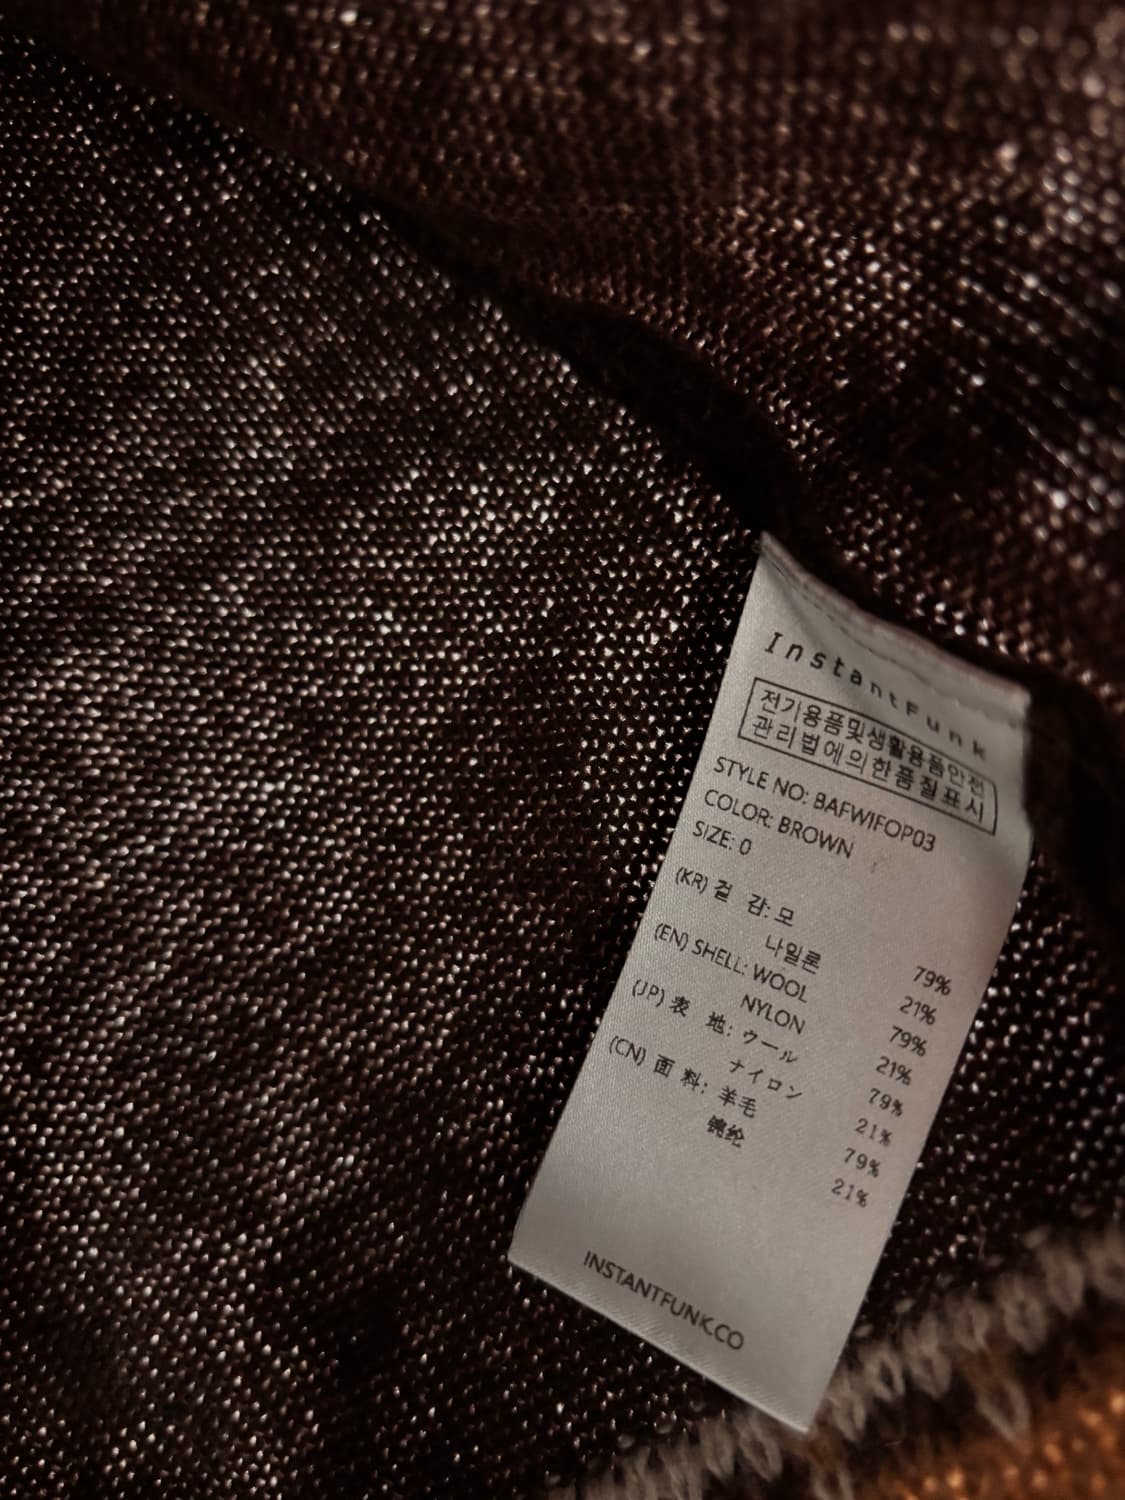 InstantFunk
전기용품및생활용품안전
관리법에의한품질표시
STYLE NO: BAFWIFOP03
COLOR: BROWN
SIZE: 0
(KR) 겉 감: 모 79%
나일론 21%
(EN) SHELL: WOOL 79%
NYLON 21%
(JP) 表 地: ウール 79%
ナイロン 21%
(CN) 面 料: 羊毛 79%
锦纶 21%
INSTANTFUNK.CO